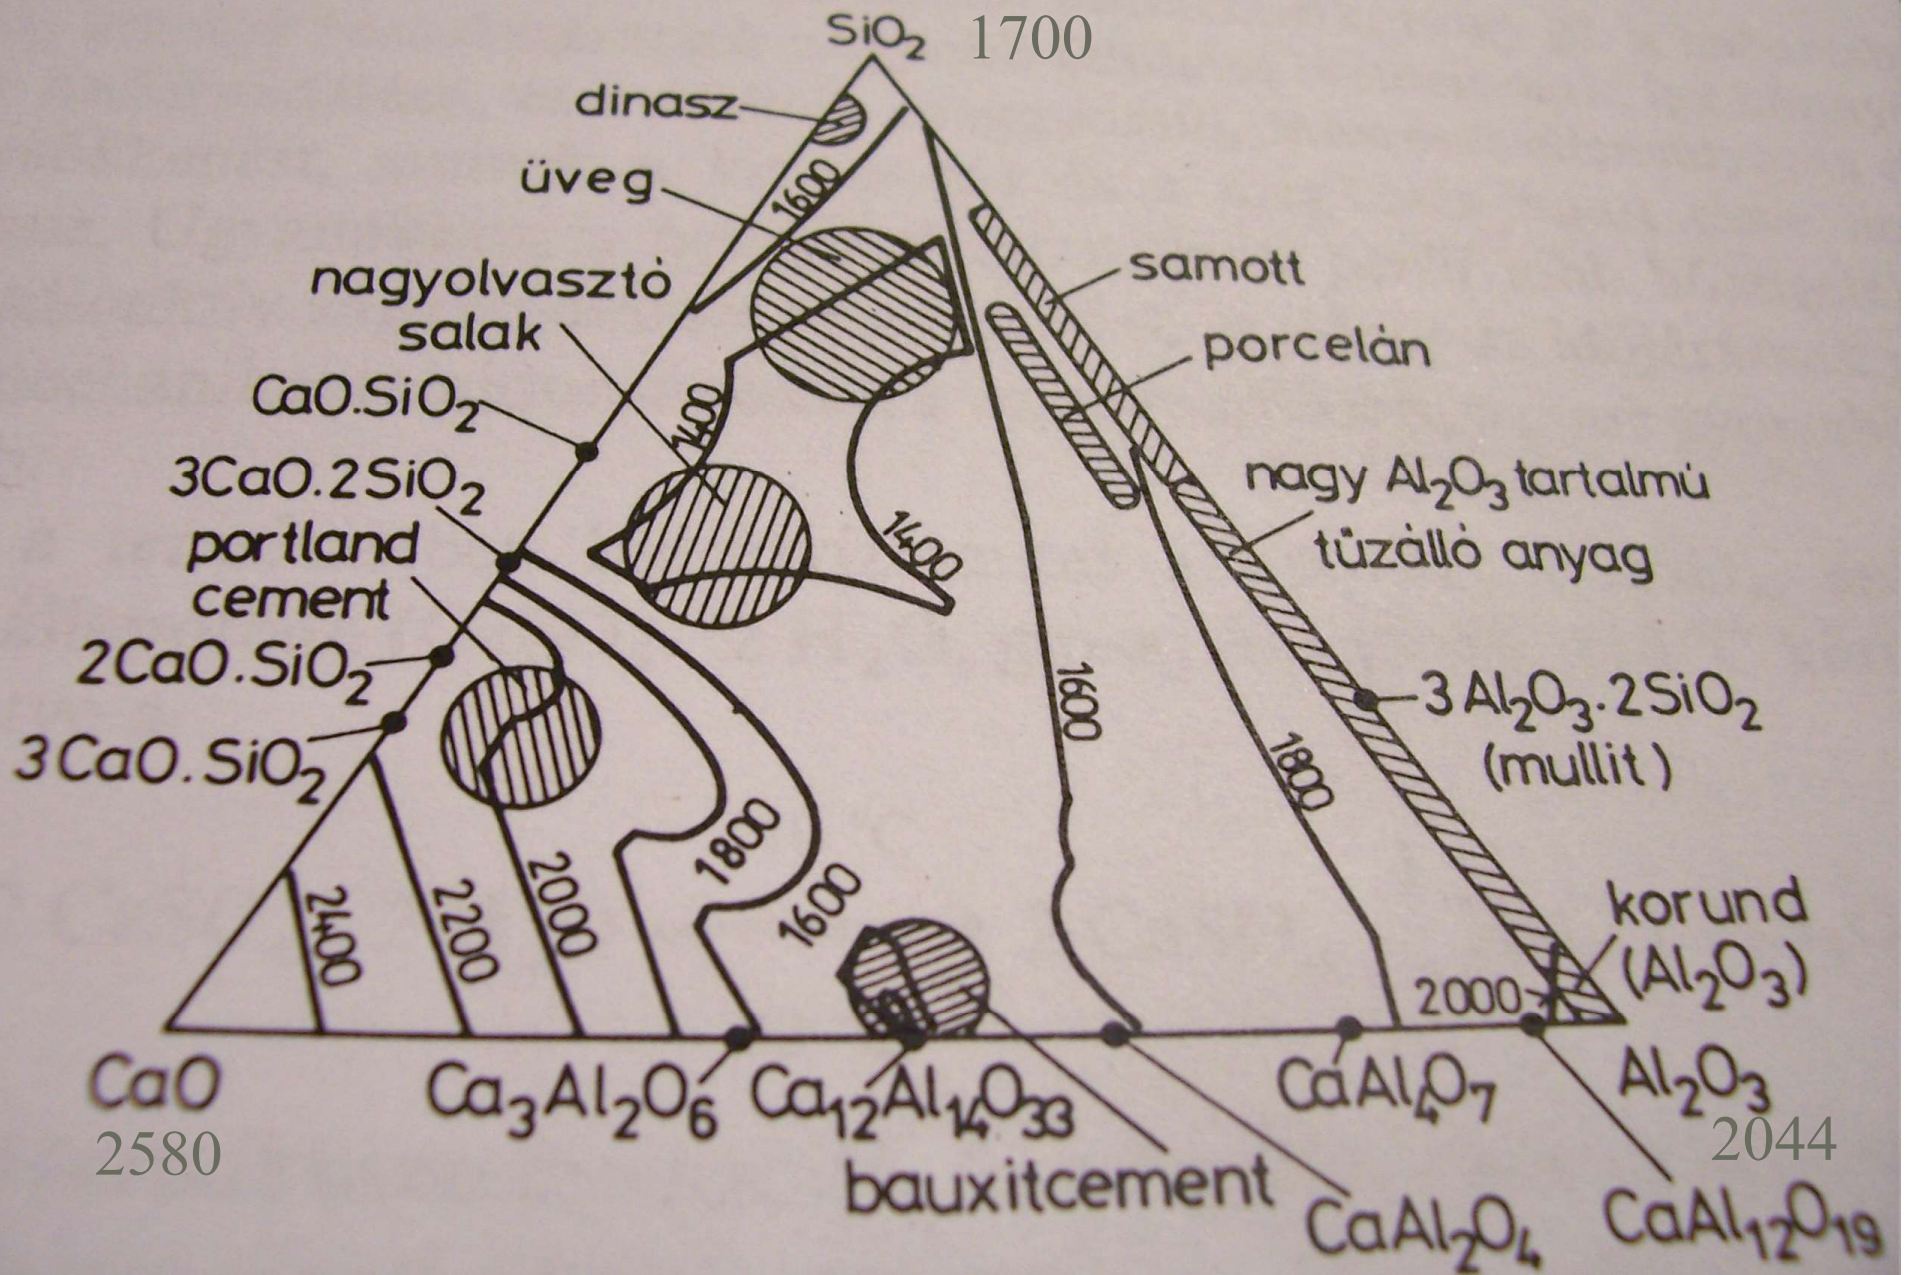 SiO₂ 1700
dinasz
1600
üveg
nagyolvasztó
salak
samott
porcelán
CaO.SiO₂
1400
3CaO.2SiO₂
nagy Al₂O₃ tartalmú
tűzálló anyag
portland
cement
1400
2CaO.SiO₂
3CaO.SiO₂
3Al₂O₃.2SiO₂
(mullit)
1600
1800
1800
2000
2200
2400
1600
korund
(Al₂O₃)
2000
CaO
Ca₃Al₂O₆
Ca₁₂Al₁₄O₃₃
CaAl₄O₇
Al₂O₃
2580
2044
bauxitcement
CaAl₂O₄
CaAl₁₂O₁₉